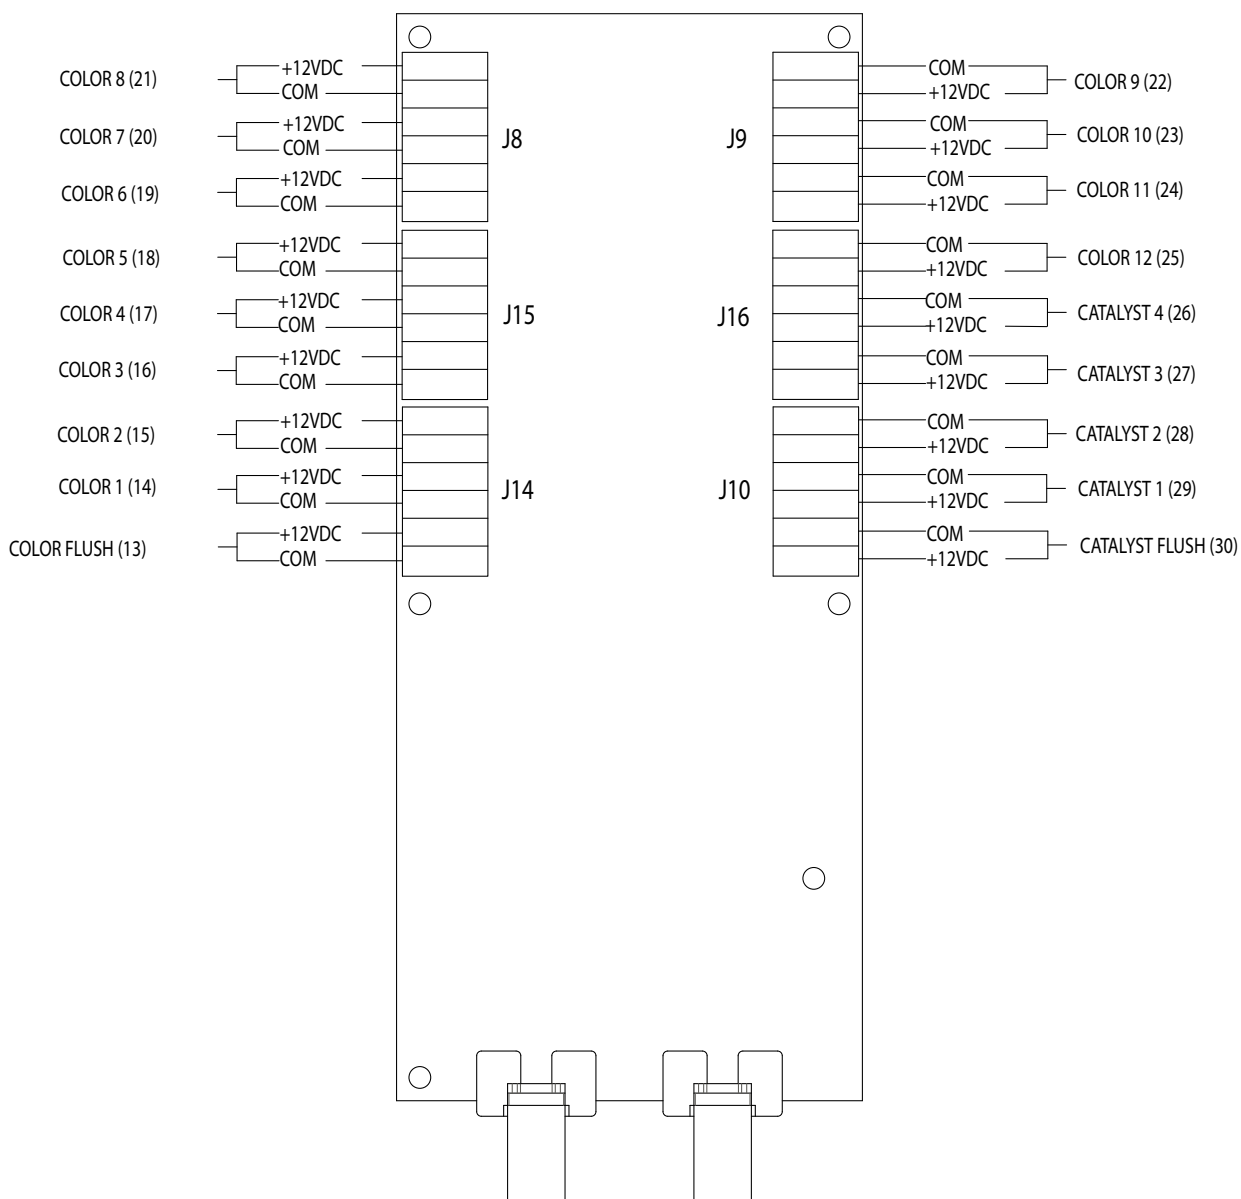 COLOR 8 (21)
+12VDC
COM
COLOR 7 (20)
+12VDC
COM
COLOR 6 (19)
+12VDC
COM
J8
COLOR 5 (18)
+12VDC
COM
COLOR 4 (17)
+12VDC
COM
COLOR 3 (16)
+12VDC
COM
J15
COLOR 2 (15)
+12VDC
COM
COLOR 1 (14)
+12VDC
COM
COLOR FLUSH (13)
+12VDC
COM
J14
J9
COM
+12VDC
COLOR 9 (22)
COM
+12VDC
COLOR 10 (23)
COM
+12VDC
COLOR 11 (24)
J16
COM
+12VDC
COLOR 12 (25)
COM
+12VDC
CATALYST 4 (26)
COM
+12VDC
CATALYST 3 (27)
J10
COM
+12VDC
CATALYST 2 (28)
COM
+12VDC
CATALYST 1 (29)
COM
+12VDC
CATALYST FLUSH (30)